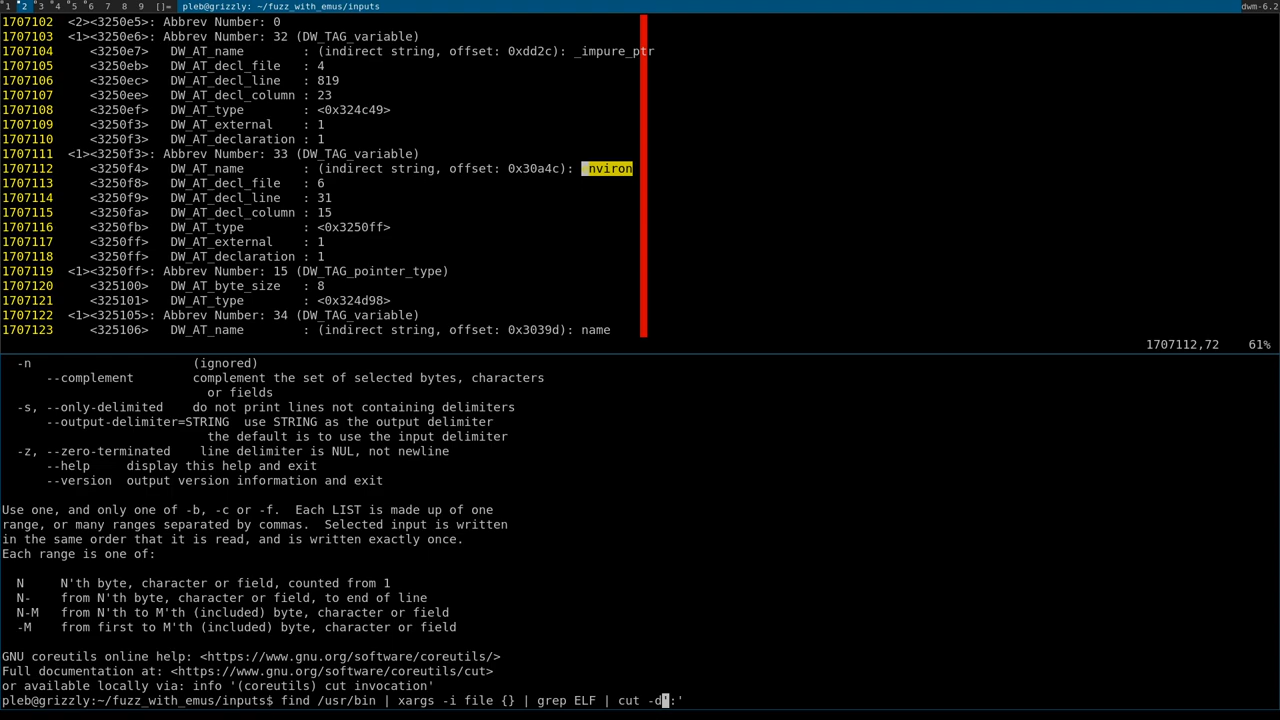 1 2 3 4 5 6 7 8 9 []= pleb@grizzly: ~/fuzz_with_emus/inputs dwm-6.2
1707102 <2><3250e5>: Abbrev Number: 0
1707103 <1><3250e6>: Abbrev Number: 32 (DW_TAG_variable)
1707104 <3250e7> DW_AT_name : (indirect string, offset: 0xdd2c): _impure_ptr
1707105 <3250eb> DW_AT_decl_file : 4
1707106 <3250ec> DW_AT_decl_line : 819
1707107 <3250ee> DW_AT_decl_column : 23
1707108 <3250ef> DW_AT_type : <0x324c49>
1707109 <3250f3> DW_AT_external : 1
1707110 <3250f3> DW_AT_declaration : 1
1707111 <1><3250f3>: Abbrev Number: 33 (DW_TAG_variable)
1707112 <3250f4> DW_AT_name : (indirect string, offset: 0x30a4c): environ
1707113 <3250f8> DW_AT_decl_file : 6
1707114 <3250f9> DW_AT_decl_line : 31
1707115 <3250fa> DW_AT_decl_column : 15
1707116 <3250fb> DW_AT_type : <0x3250ff>
1707117 <3250ff> DW_AT_external : 1
1707118 <3250ff> DW_AT_declaration : 1
1707119 <1><3250ff>: Abbrev Number: 15 (DW_TAG_pointer_type)
1707120 <325100> DW_AT_byte_size : 8
1707121 <325101> DW_AT_type : <0x324d98>
1707122 <1><325105>: Abbrev Number: 34 (DW_TAG_variable)
1707123 <325106> DW_AT_name : (indirect string, offset: 0x3039d): name
1707112,72 61%
-n (ignored)
--complement complement the set of selected bytes, characters
or fields
-s, --only-delimited do not print lines not containing delimiters
--output-delimiter=STRING use STRING as the output delimiter
the default is to use the input delimiter
-z, --zero-terminated line delimiter is NUL, not newline
--help display this help and exit
--version output version information and exit
Use one, and only one of -b, -c or -f. Each LIST is made up of one
range, or many ranges separated by commas. Selected input is written
in the same order that it is read, and is written exactly once.
Each range is one of:
N N'th byte, character or field, counted from 1
N- from N'th byte, character or field, to end of line
N-M from N'th to M'th (included) byte, character or field
-M from first to M'th (included) byte, character or field
GNU coreutils online help: <https://www.gnu.org/software/coreutils/>
Full documentation at: <https://www.gnu.org/software/coreutils/cut>
or available locally via: info '(coreutils) cut invocation'
pleb@grizzly:~/fuzz_with_emus/inputs$ find /usr/bin | xargs -i file {} | grep ELF | cut -d':'